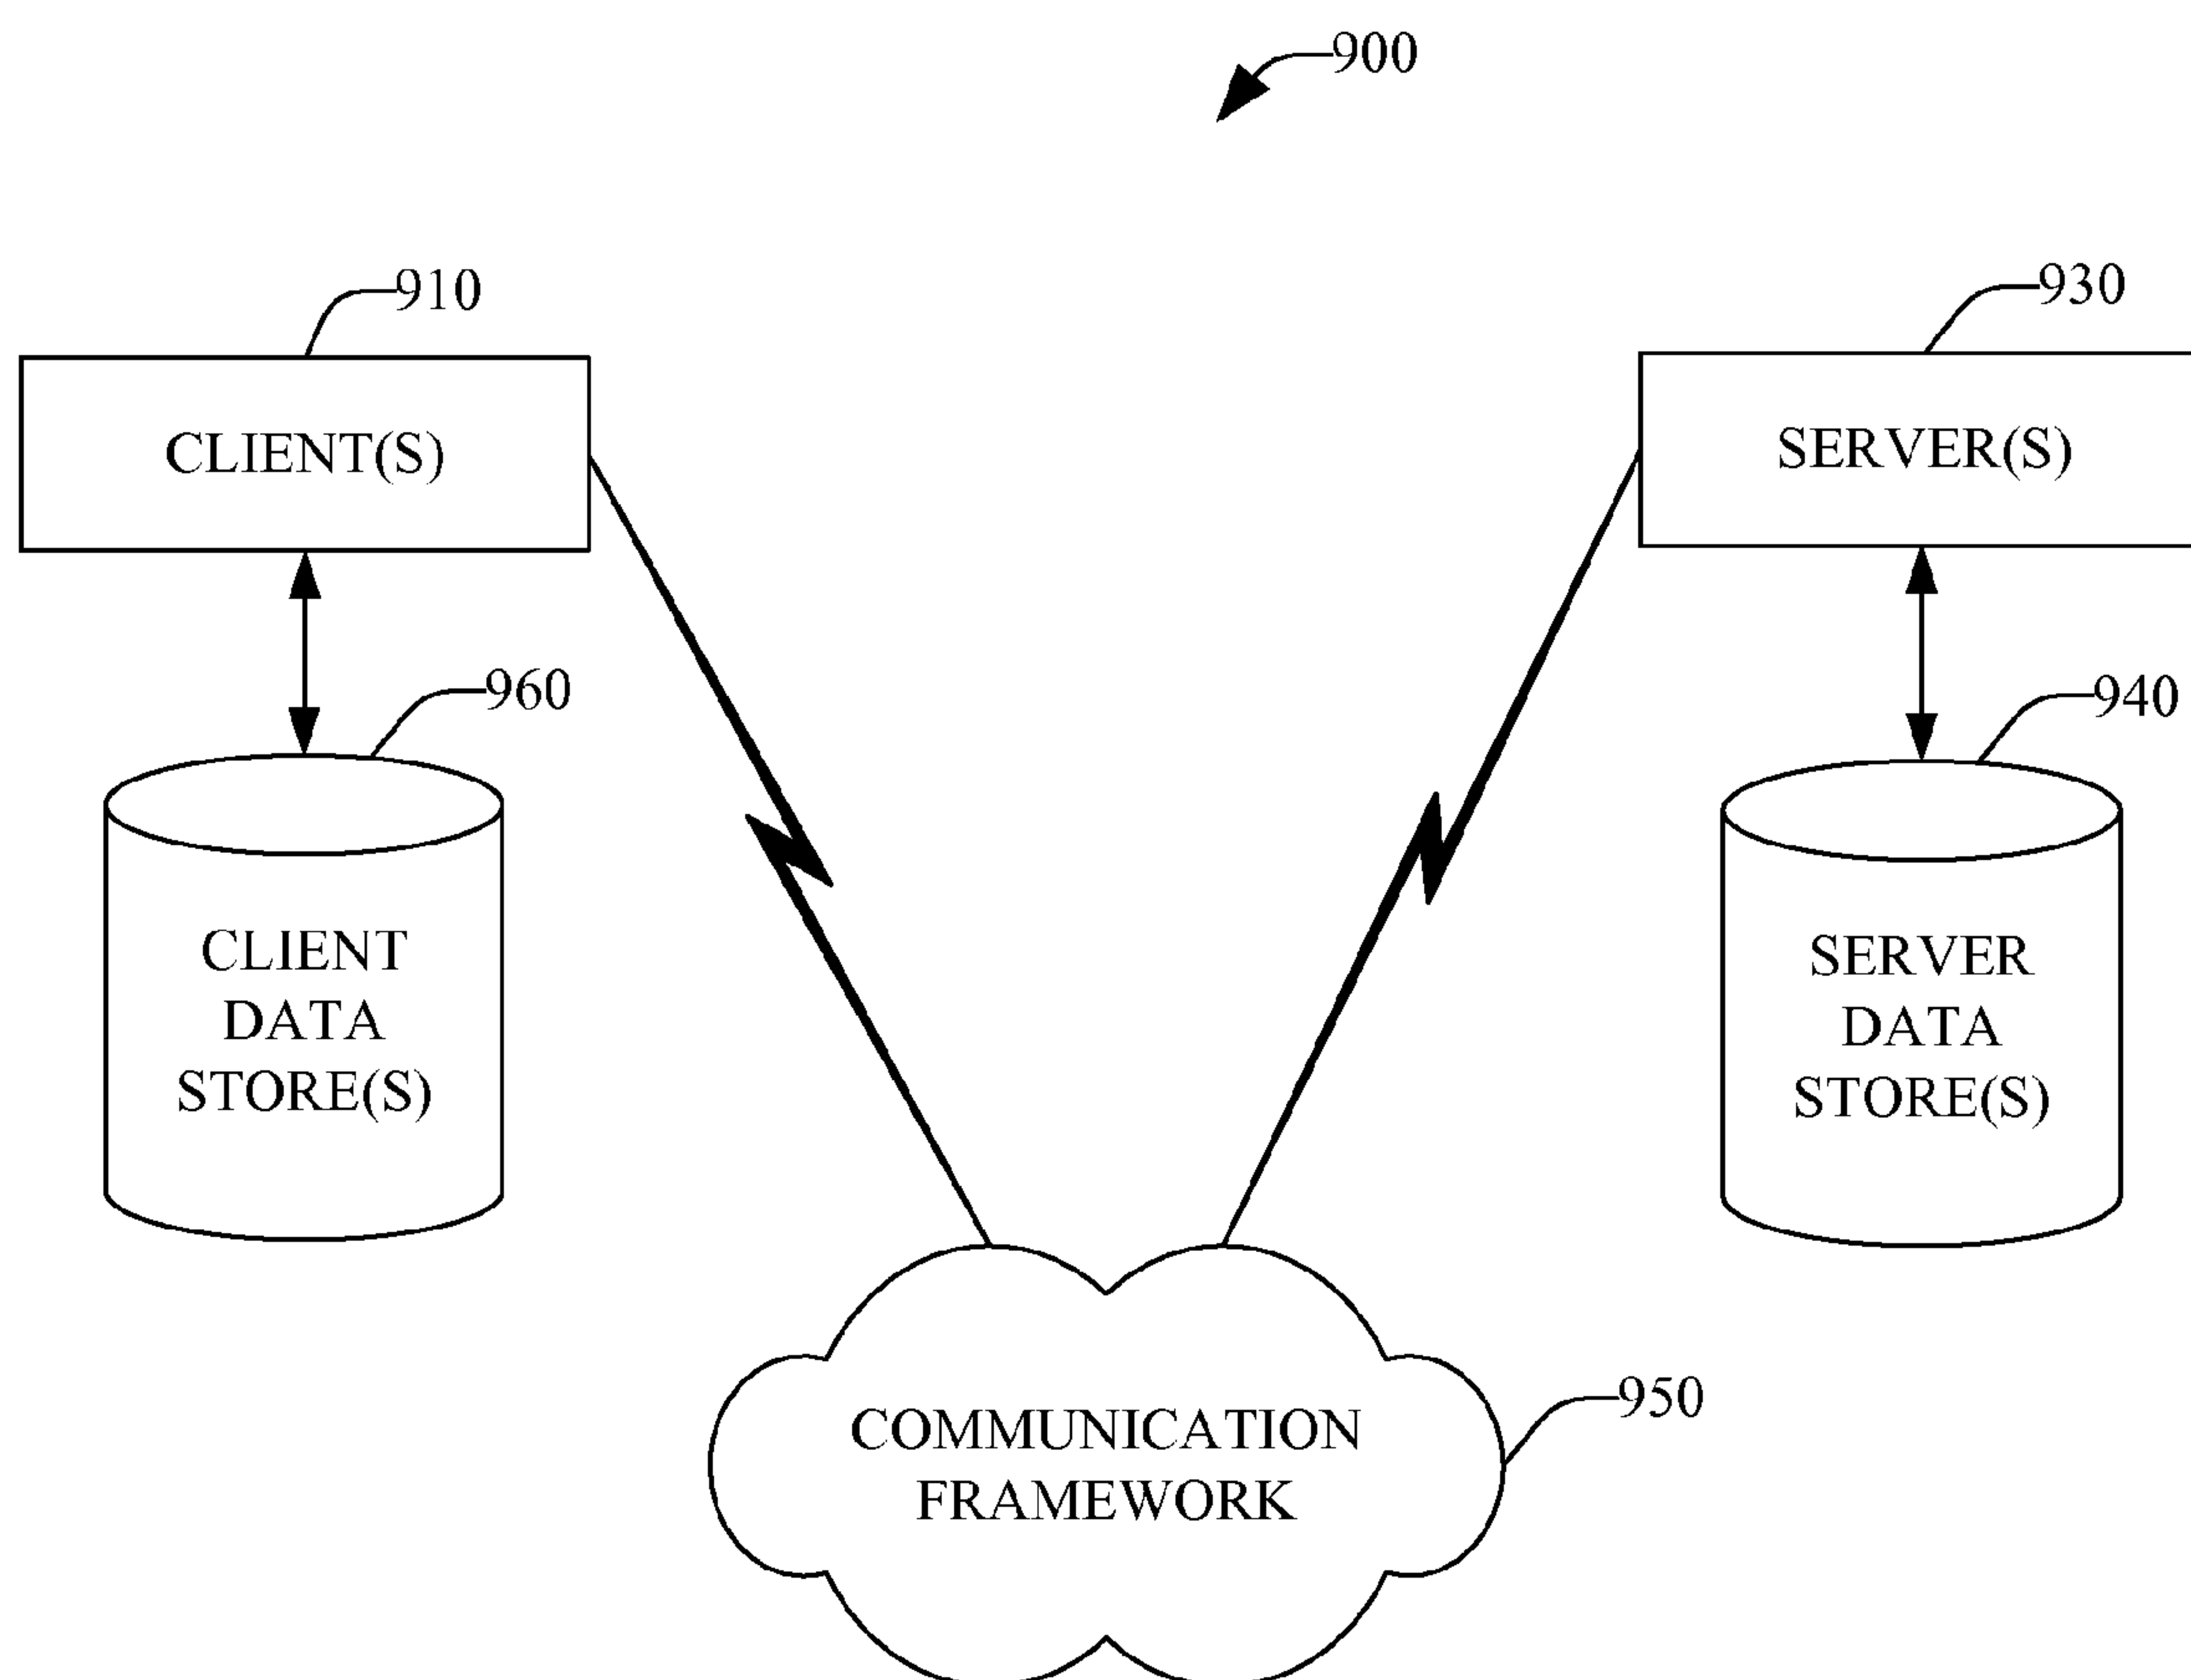 900
910
930
CLIENT(S)
SERVER(S)
960
940
CLIENT
DATA
STORE(S)
SERVER
DATA
STORE(S)
950
COMMUNICATION
FRAMEWORK